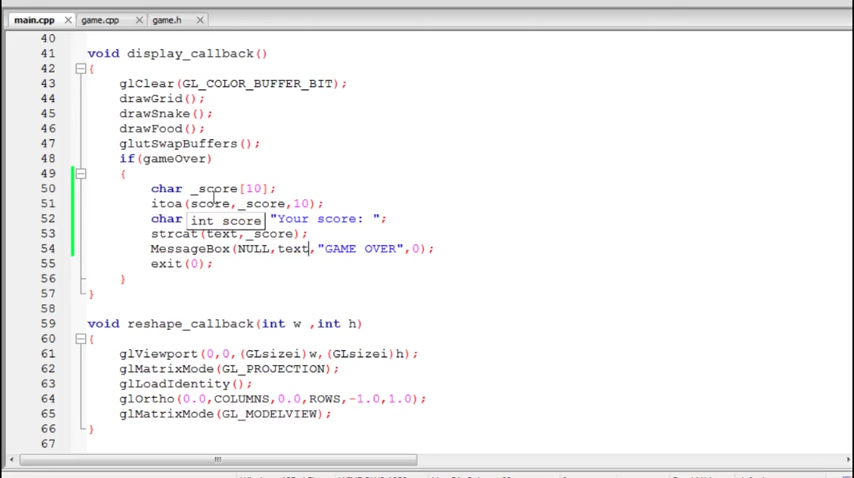 main.cpp game.cpp game.h
40
41 void display_callback()
42 {
43 glClear(GL_COLOR_BUFFER_BIT);
44 drawGrid();
45 drawSnake();
46 drawFood();
47 glutSwapBuffers();
48 if(gameOver)
49 {
50 char _score[10];
51 itoa(score,_score,10);
52 char int score "Your score: ";
53 strcat(text,_score);
54 MessageBox(NULL,text,"GAME OVER",0);
55 exit(0);
56 }
57 }
58
59 void reshape_callback(int w ,int h)
60 {
61 glViewport(0,0,(GLsizei)w,(GLsizei)h);
62 glMatrixMode(GL_PROJECTION);
63 glLoadIdentity();
64 glOrtho(0.0,COLUMNS,0.0,ROWS,-1.0,1.0);
65 glMatrixMode(GL_MODELVIEW);
66 }
67